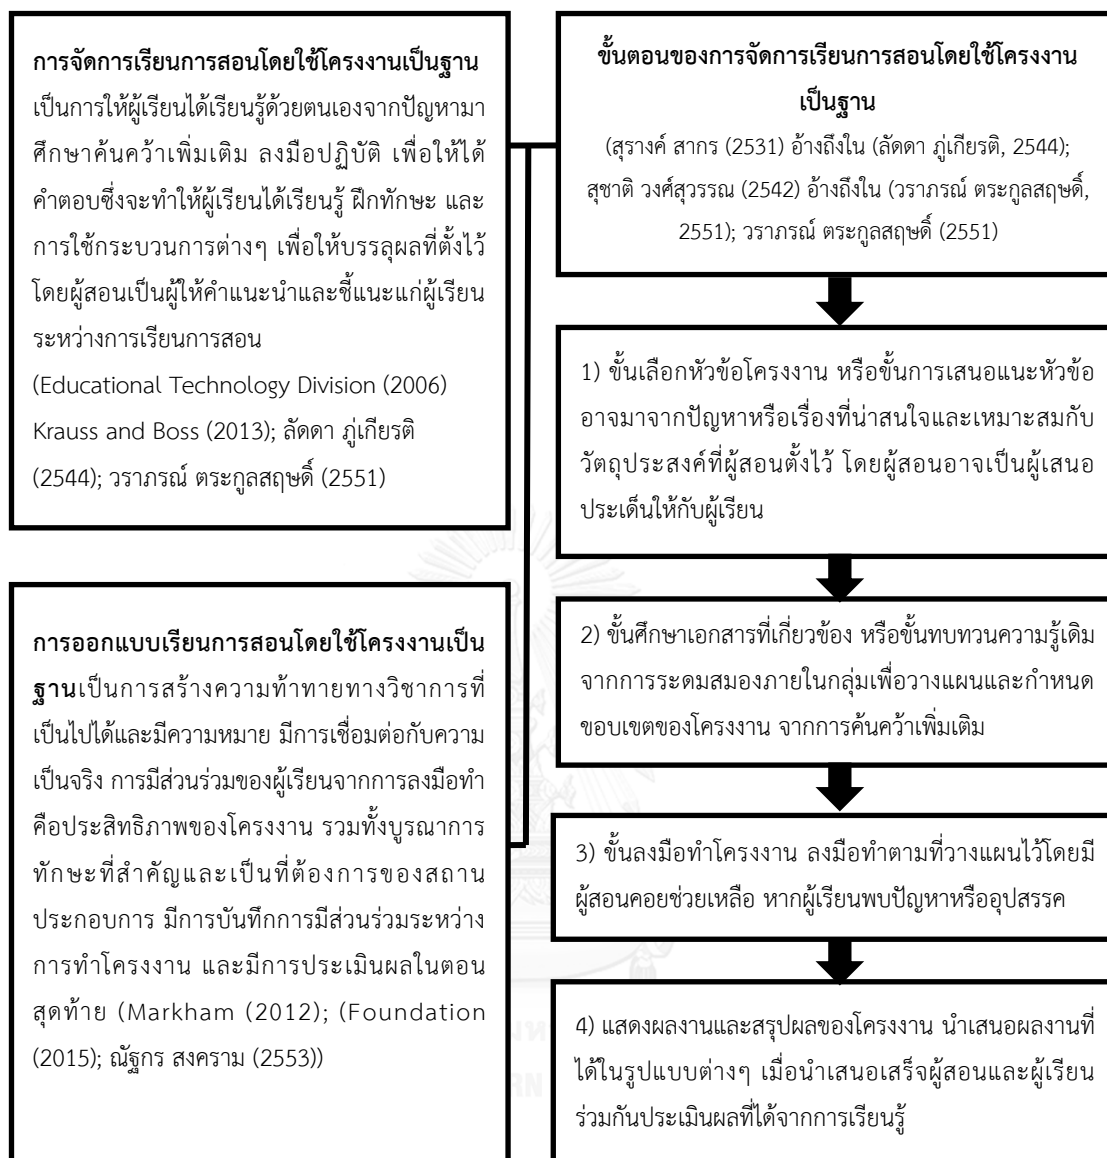 การจัดการเรียนการสอนโดยใช้โครงงานเป็นฐาน
เป็นการให้ผู้เรียนได้เรียนรู้ด้วยตนเองจากปัญหามา
ศึกษาค้นคว้าเพิ่มเติม ลงมือปฏิบัติ เพื่อให้ได้
คำตอบซึ่งจะทำให้ผู้เรียนได้เรียนรู้ ฝึกทักษะ และ
การใช้กระบวนการต่างๆ เพื่อให้บรรลุผลที่ตั้งไว้
โดยผู้สอนเป็นผู้ให้คำแนะนำและชี้แนะแก่ผู้เรียน
ระหว่างการเรียนการสอน
(Educational Technology Division (2006)
Krauss and Boss (2013); ลัดดา ภู่เกียรติ
(2544); วราภรณ์ ตระกูลสฤษดิ์ (2551)
การออกแบบเรียนการสอนโดยใช้โครงงานเป็น
ฐานเป็นการสร้างความท้าทายทางวิชาการที่
เป็นไปได้และมีความหมาย มีการเชื่อมต่อกับความ
เป็นจริง การมีส่วนร่วมของผู้เรียนจากการลงมือทำ
คือประสิทธิภาพของโครงงาน รวมทั้งบูรณาการ
ทักษะที่สำคัญและเป็นที่ต้องการของสถาน
ประกอบการ มีการบันทึกการมีส่วนร่วมระหว่าง
การทำโครงงาน และมีการประเมินผลในตอน
สุดท้าย (Markham (2012); (Foundation
(2015); ณัฐกร สงคราม (2553))
ขั้นตอนของการจัดการเรียนการสอนโดยใช้โครงงาน
เป็นฐาน
(สุรางค์ สากร (2531) อ้างถึงใน (ลัดดา ภู่เกียรติ, 2544);
สุชาติ วงศ์สุวรรณ (2542) อ้างถึงใน (วราภรณ์ ตระกูลสฤษดิ์,
2551); วราภรณ์ ตระกูลสฤษดิ์ (2551)
1) ขั้นเลือกหัวข้อโครงงาน หรือขั้นการเสนอแนะหัวข้อ
อาจมาจากปัญหาหรือเรื่องที่น่าสนใจและเหมาะสมกับ
วัตถุประสงค์ที่ผู้สอนตั้งไว้ โดยผู้สอนอาจเป็นผู้เสนอ
ประเด็นให้กับผู้เรียน
2) ขั้นศึกษาเอกสารที่เกี่ยวข้อง หรือขั้นทบทวนความรู้เดิม
จากการระดมสมองภายในกลุ่มเพื่อวางแผนและกำหนด
ขอบเขตของโครงงาน จากการค้นคว้าเพิ่มเติม
3) ขั้นลงมือทำโครงงาน ลงมือทำตามที่วางแผนไว้โดยมี
ผู้สอนคอยช่วยเหลือ หากผู้เรียนพบปัญหาหรืออุปสรรค
4) แสดงผลงานและสรุปผลของโครงงาน นำเสนอผลงานที่
ได้ในรูปแบบต่างๆ เมื่อนำเสนอเสร็จผู้สอนและผู้เรียน
ร่วมกันประเมินผลที่ได้จากการเรียนรู้